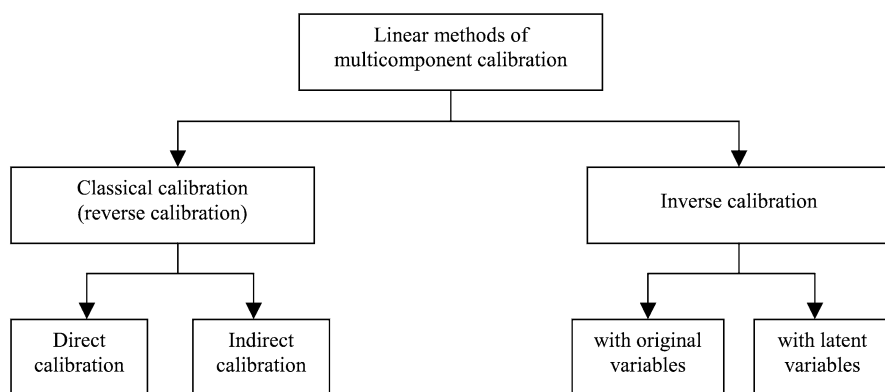 Linear methods of
multicomponent calibration
Classical calibration
(reverse calibration)
Inverse calibration
Direct
calibration
Indirect
calibration
with original
variables
with latent
variables